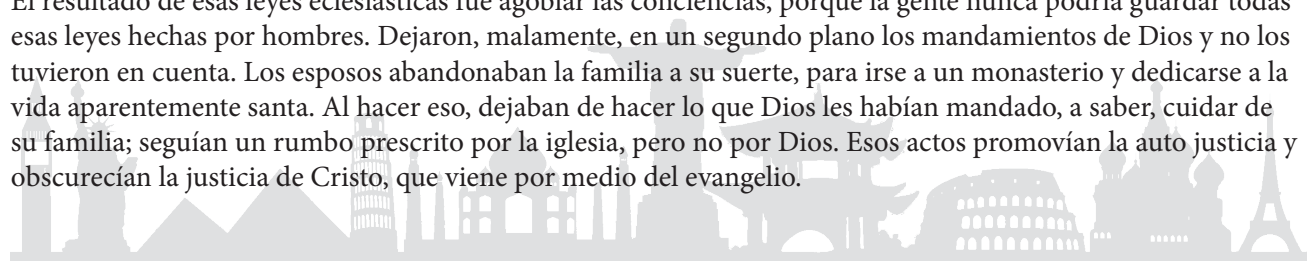 El resultado de esas leyes eclesiásticas fue agobiar las conciencias, porque la gente nunca podría guardar todas
esas leyes hechas por hombres. Dejaron, malamente, en un segundo plano los mandamientos de Dios y no los
tuvieron en cuenta. Los esposos abandonaban la familia a su suerte, para irse a un monasterio y dedicarse a la
vida aparentemente santa. Al hacer eso, dejaban de hacer lo que Dios les habían mandado, a saber, cuidar de
su familia; seguían un rumbo prescrito por la iglesia, pero no por Dios. Esos actos promovían la auto justicia y
obscurecían la justicia de Cristo, que viene por medio del evangelio.